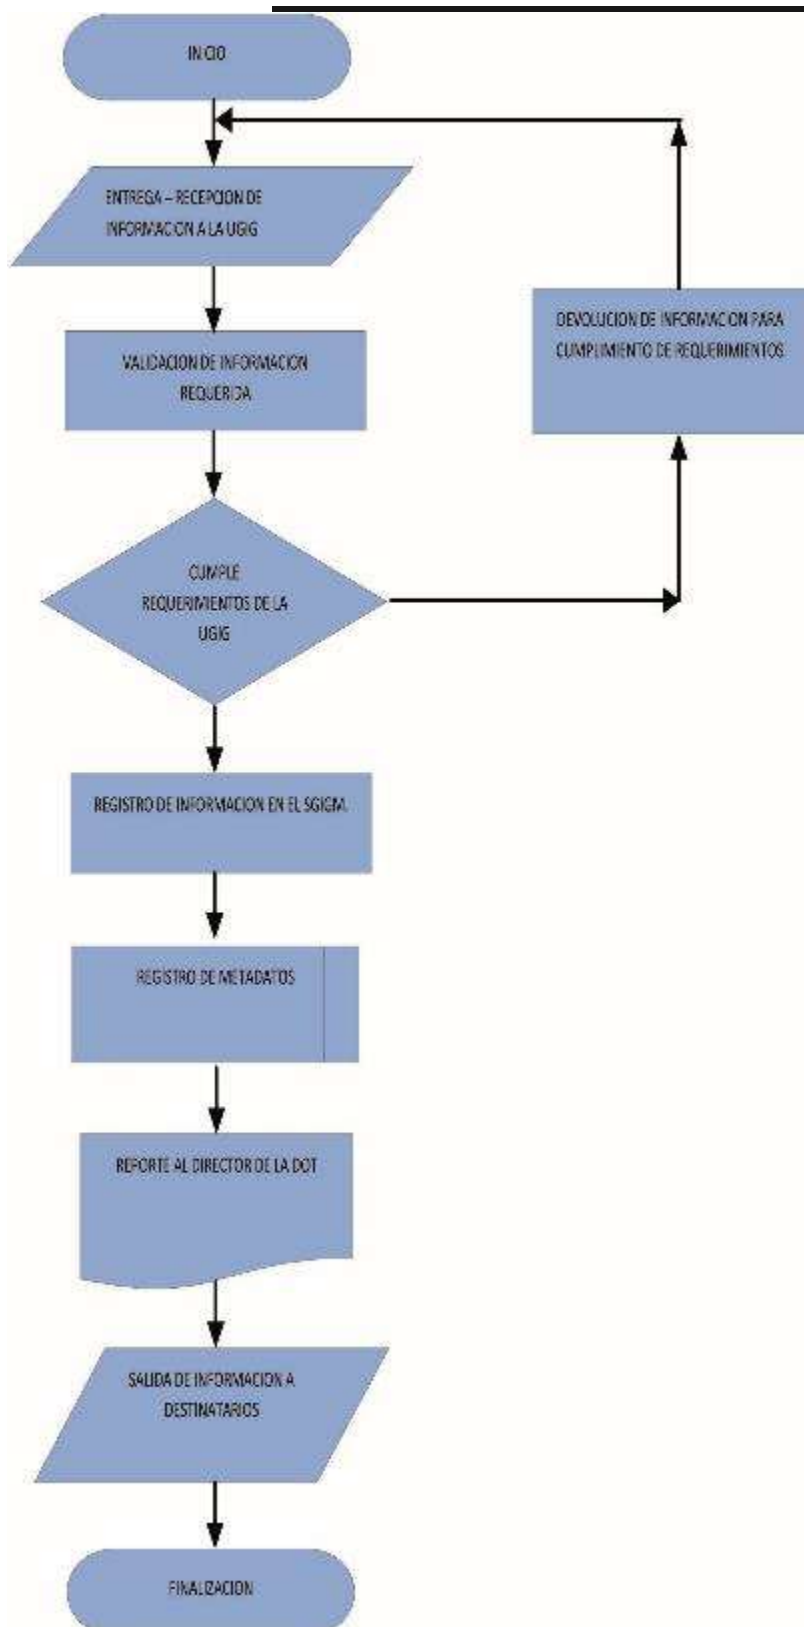 INICIO
ENTREGA – RECEPCION DE
INFORMACION A LA UGIG
VALIDACION DE INFORMACION
REQUERIDA
DEVOLUCION DE INFORMACION PARA
CUMPLIMIENTO DE REQUERIMIENTOS
CUMPLE
REQUERIMIENTOS DE LA
UGIG
REGISTRO DE INFORMACION EN EL SGIGM
REGISTRO DE METADATOS
REPORTE AL DIRECTOR DE LA DOT
SALIDA DE INFORMACION A
DESTINATARIOS
FINALIZACION